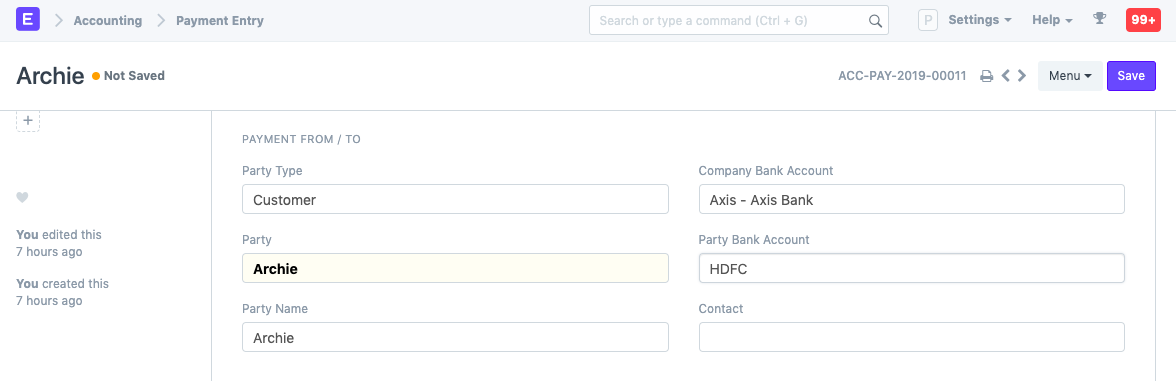 E Accounting Payment Entry Search or type a command (Ctrl + G) P Settings Help 99+
Archie Not Saved ACC-PAY-2019-00011 Menu Save
+
PAYMENT FROM / TO
Party Type
Customer
Company Bank Account
Axis - Axis Bank
Party
Archie
Party Bank Account
HDFC
Party Name
Archie
Contact
You edited this
7 hours ago
You created this
7 hours ago